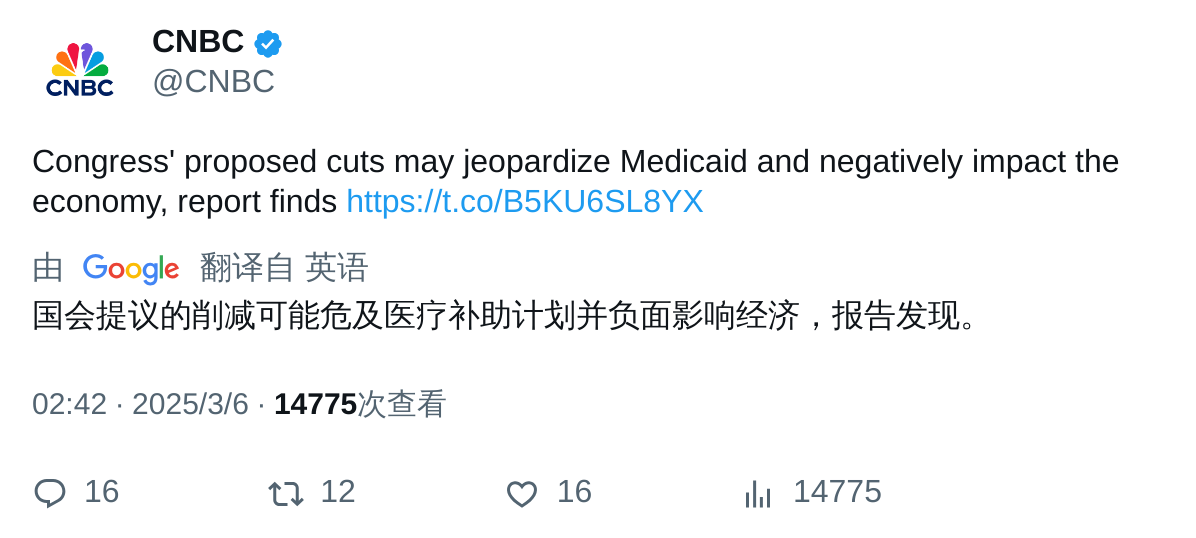 CNBC
CNBC
@CNBC
Congress' proposed cuts may jeopardize Medicaid and negatively impact the
economy, report finds https://t.co/B5KU6SL8YX
由 Google 翻译自 英语
国会提议的削减可能危及医疗补助计划并负面影响经济，报告发现。
02:42 · 2025/3/6 · 14775次查看
16 12 16 14775